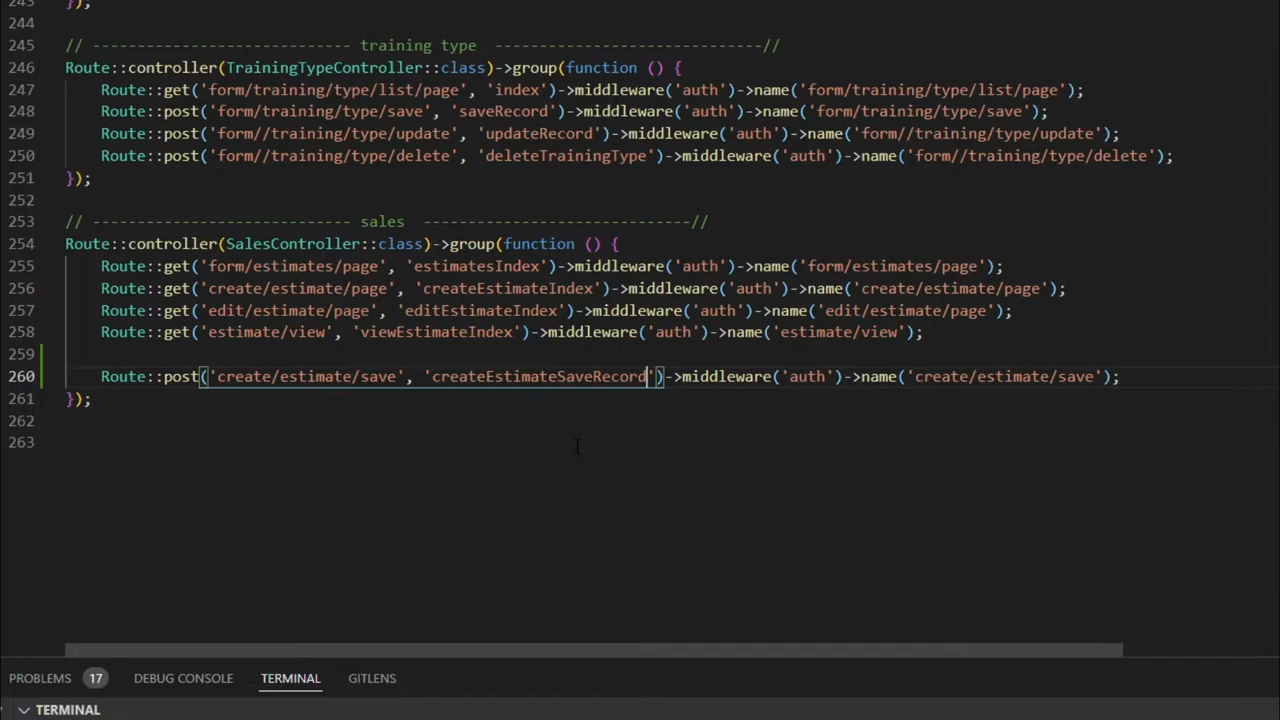 243 });
244
245 // ---------------------------- training type  -----------------------------//
246 Route::controller(TrainingTypeController::class)->group(function () {
247     Route::get('form/training/type/list/page', 'index')->middleware('auth')->name('form/training/type/list/page');
248     Route::post('form/training/type/save', 'saveRecord')->middleware('auth')->name('form/training/type/save');
249     Route::post('form//training/type/update', 'updateRecord')->middleware('auth')->name('form//training/type/update');
250     Route::post('form//training/type/delete', 'deleteTrainingType')->middleware('auth')->name('form//training/type/delete');
251 });
252
253 // ---------------------------- sales  -----------------------------//
254 Route::controller(SalesController::class)->group(function () {
255     Route::get('form/estimates/page', 'estimatesIndex')->middleware('auth')->name('form/estimates/page');
256     Route::get('create/estimate/page', 'createEstimateIndex')->middleware('auth')->name('create/estimate/page');
257     Route::get('edit/estimate/page', 'editEstimateIndex')->middleware('auth')->name('edit/estimate/page');
258     Route::get('estimate/view', 'viewEstimateIndex')->middleware('auth')->name('estimate/view');
259
260     Route::post('create/estimate/save', 'createEstimateSaveRecord')->middleware('auth')->name('create/estimate/save');
261 });
262
263
PROBLEMS 17 DEBUG CONSOLE TERMINAL GITLENS
TERMINAL